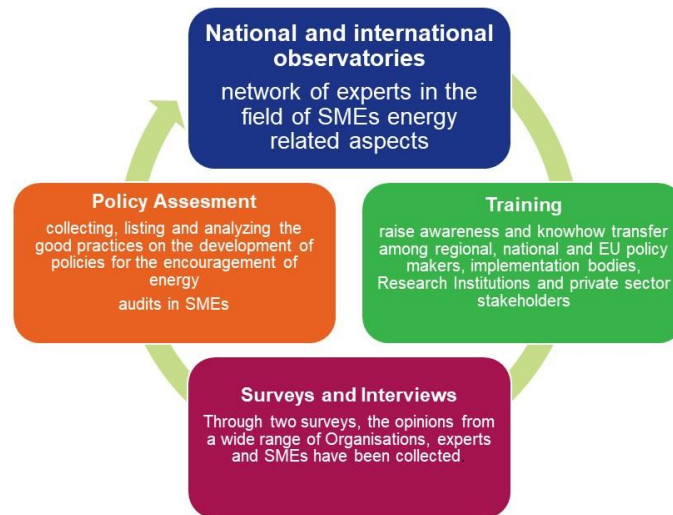 National and international
observatories
network of experts in the
field of SMEs energy
related aspects
Policy Assesment
collecting, listing and analyzing the
good practices on the development of
policies for the encouragement of
energy
audits in SMEs
Training
raise awareness and knowhow transfer
among regional, national and EU policy
makers, implementation bodies,
Research Institutions and private sector
stakeholders
Surveys and Interviews
Through two surveys, the opinions from
a wide range of Organisations, experts
and SMEs have been collected.